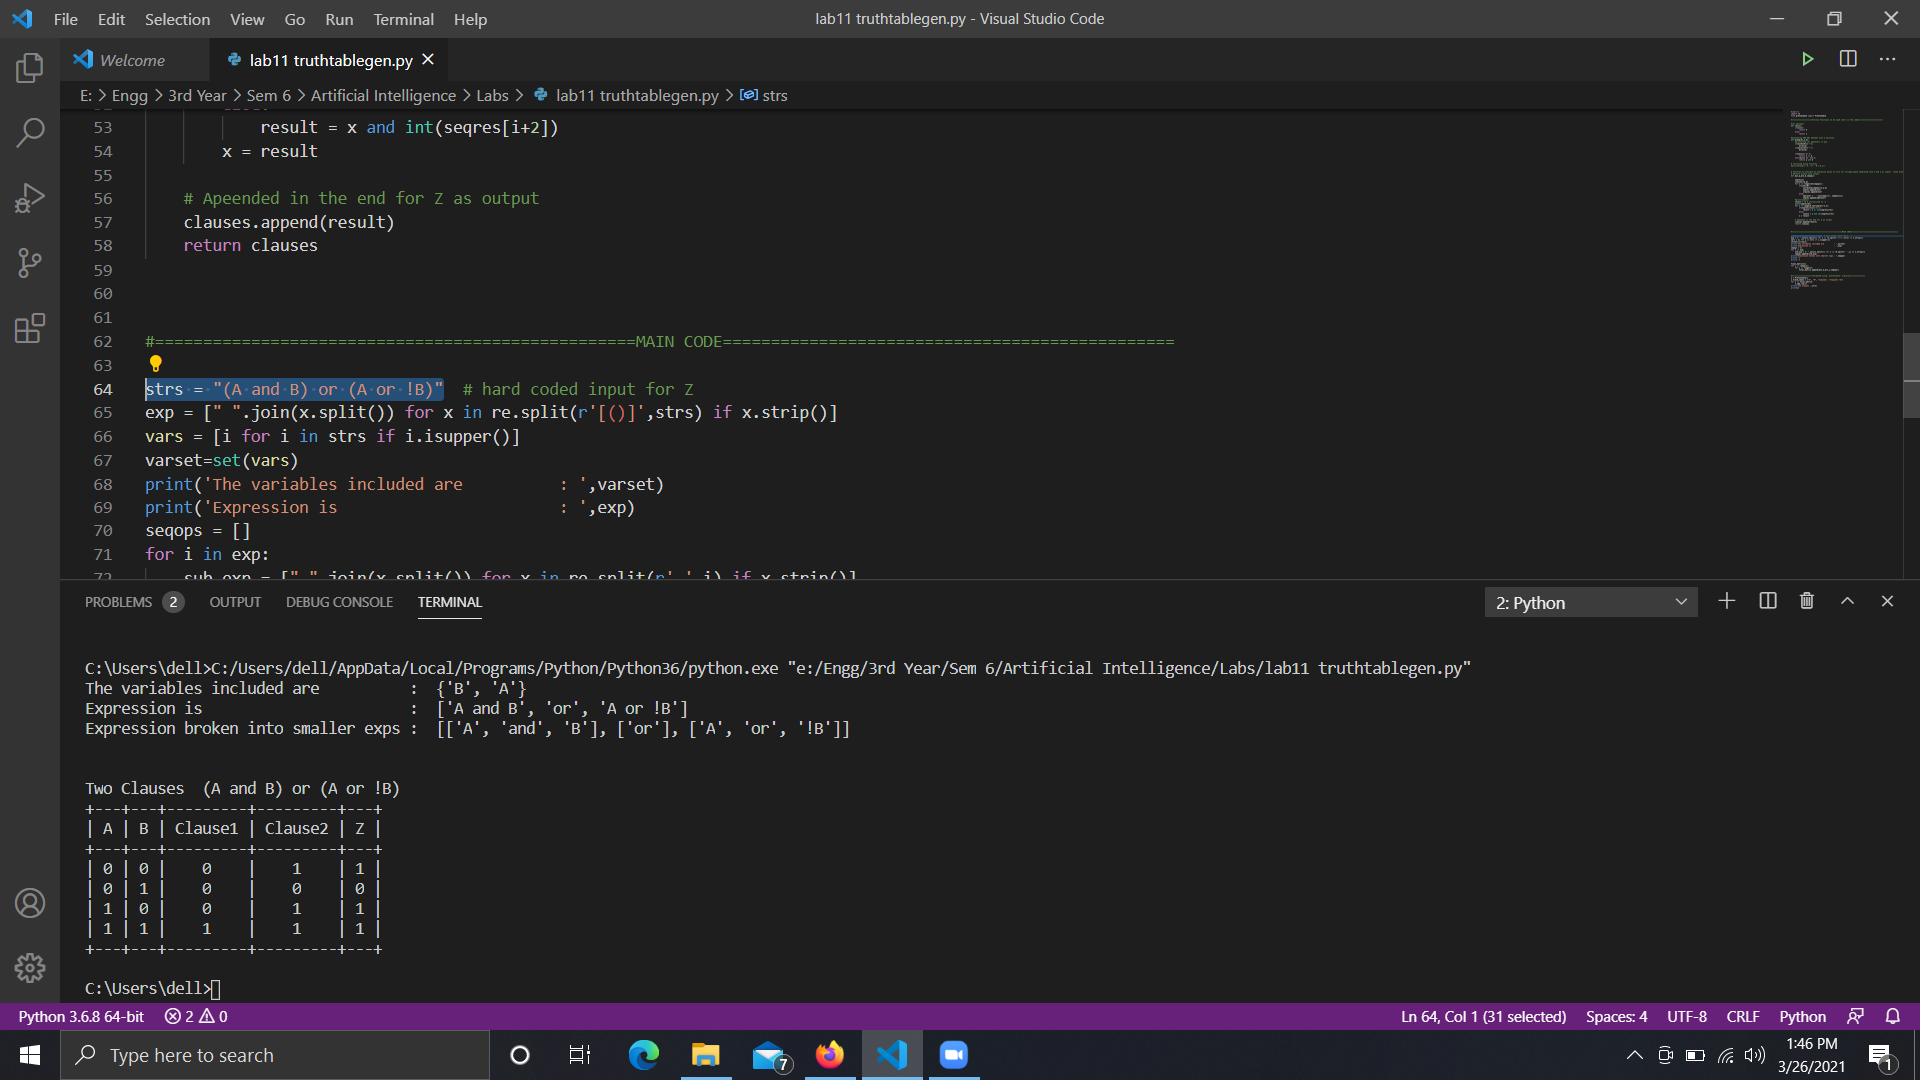 File Edit Selection View Go Run Terminal Help
lab11 truthtablegen.py - Visual Studio Code
Welcome
lab11 truthtablegen.py
E: > Engg > 3rd Year > Sem 6 > Artificial Intelligence > Labs > lab11 truthtablegen.py > strs
53 result = x and int(seqres[i+2])
54 x = result
55
56 # Apeended in the end for Z as output
57 clauses.append(result)
58 return clauses
59
60
61
62 #==================================================MAIN CODE===============================================
63
64 strs = "(A and B) or (A or !B)" # hard coded input for Z
65 exp = [" ".join(x.split()) for x in re.split(r'[()]',strs) if x.strip()]
66 vars = [i for i in strs if i.isupper()]
67 varset=set(vars)
68 print('The variables included are          : ',varset)
69 print('Expression is                       : ',exp)
70 seqops = []
71 for i in exp:
72 sub_exp = [" ".join(x.split()) for x in re.split(r' ',i) if x.strip()]
PROBLEMS 2 OUTPUT DEBUG CONSOLE TERMINAL
2: Python
C:\Users\dell>C:/Users/dell/AppData/Local/Programs/Python/Python36/python.exe "e:/Engg/3rd Year/Sem 6/Artificial Intelligence/Labs/lab11 truthtablegen.py"
The variables included are          :  {'B', 'A'}
Expression is                       :  ['A and B', 'or', 'A or !B']
Expression broken into smaller exps :  [['A', 'and', 'B'], ['or'], ['A', 'or', '!B']]
Two Clauses  (A and B) or (A or !B)
+---+---+---------+---------+---+
| A | B | Clause1 | Clause2 | Z |
+---+---+---------+---------+---+
| 0 | 0 |    0    |    1    | 1 |
| 0 | 1 |    0    |    0    | 0 |
| 1 | 0 |    0    |    1    | 1 |
| 1 | 1 |    1    |    1    | 1 |
+---+---+---------+---------+---+
C:\Users\dell>
Python 3.6.8 64-bit 2 0
Ln 64, Col 1 (31 selected) Spaces: 4 UTF-8 CRLF Python
Type here to search
7
1:46 PM
3/26/2021
1